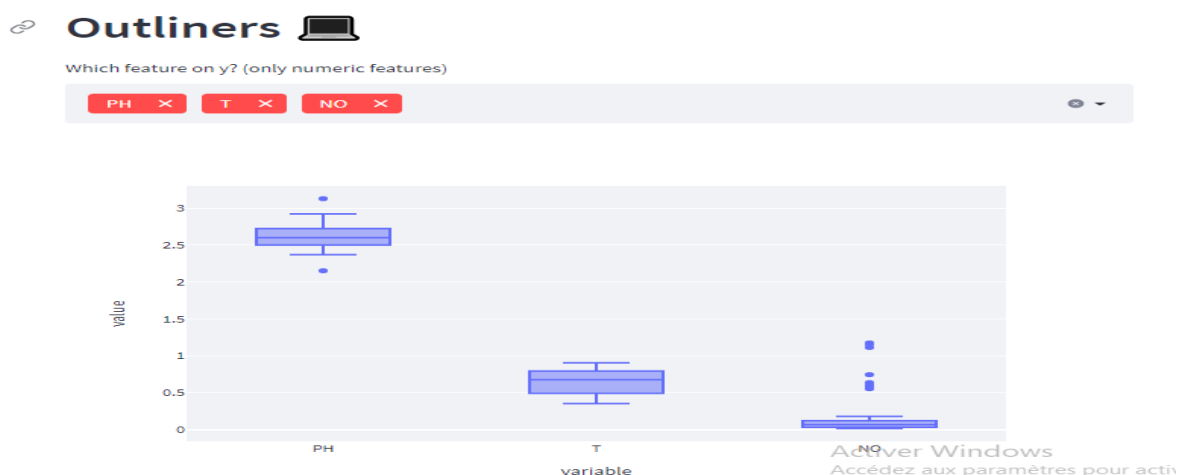 Outliners
Which feature on y? (only numeric features)
PH × T × NO ×
3
2.5
2
1.5
1
0.5
0
value
PH T NO
variable
Activer Windows
Accédez aux paramètres pour activ